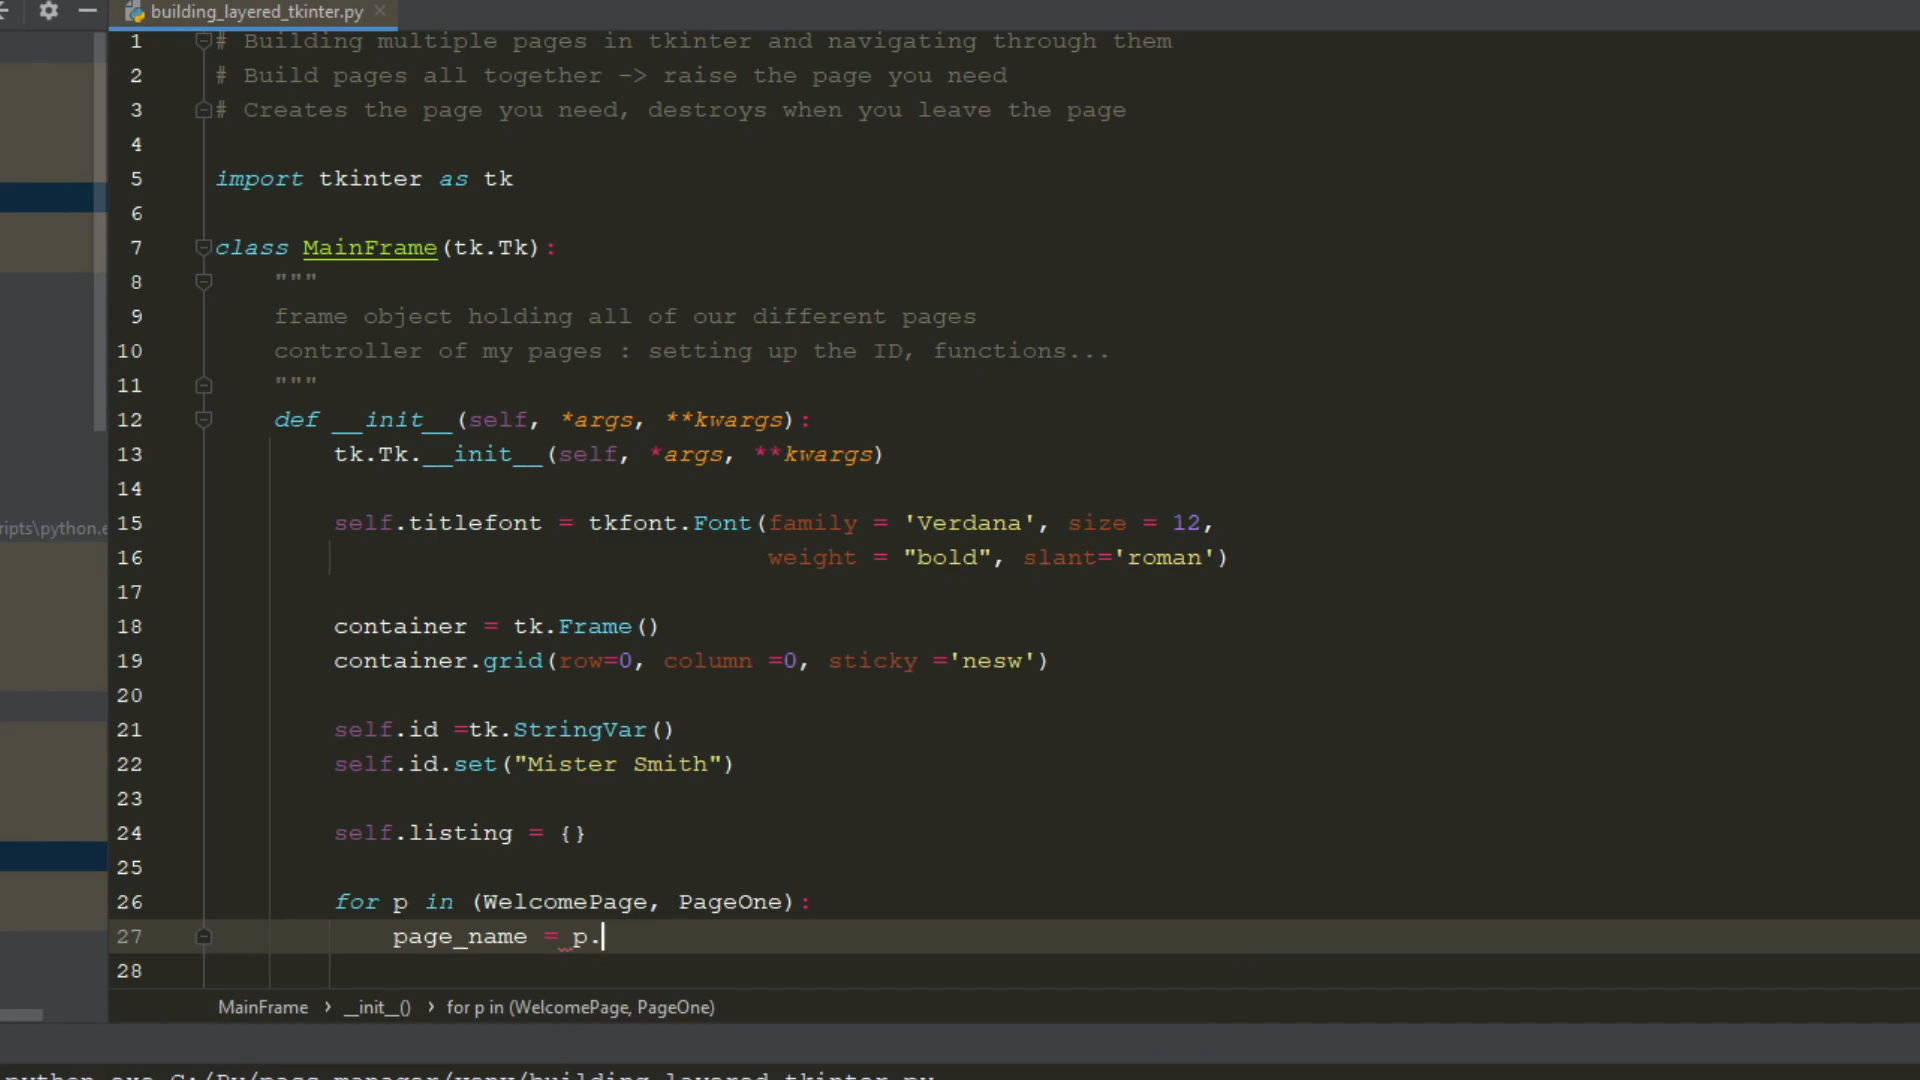 building_layered_tkinter.py
1 # Building multiple pages in tkinter and navigating through them
2 # Build pages all together -> raise the page you need
3 # Creates the page you need, destroys when you leave the page
4
5 import tkinter as tk
6
7 class MainFrame(tk.Tk):
8 """
9 frame object holding all of our different pages
10 controller of my pages : setting up the ID, functions...
11 """
12 def __init__(self, *args, **kwargs):
13 tk.Tk.__init__(self, *args, **kwargs)
14
ripts\python.e
15 self.titlefont = tkfont.Font(family = 'Verdana', size = 12,
16 weight = "bold", slant='roman')
17
18 container = tk.Frame()
19 container.grid(row=0, column =0, sticky ='nesw')
20
21 self.id =tk.StringVar()
22 self.id.set("Mister Smith")
23
24 self.listing = {}
25
26 for p in (WelcomePage, PageOne):
27 page_name = p.
28
MainFrame › __init__() › for p in (WelcomePage, PageOne)